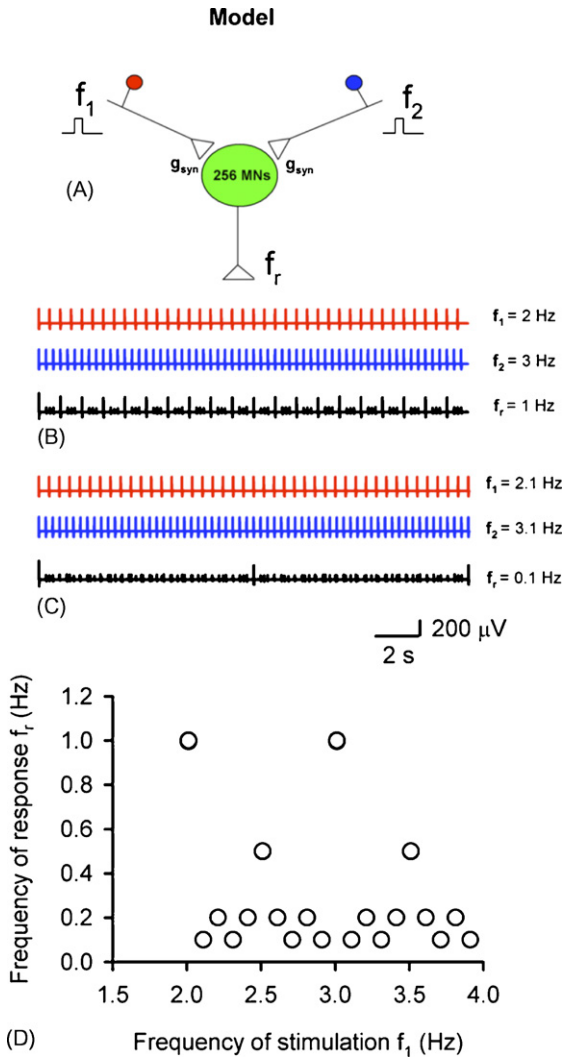 Model
f1
f2
gsyn
256 MNs
gsyn
(A)
fr
f1 = 2 Hz
f2 = 3 Hz
fr = 1 Hz
(B)
f1 = 2.1 Hz
f2 = 3.1 Hz
fr = 0.1 Hz
(C)
200 µV
2 s
Frequency of response fr (Hz)
1.2
1.0
0.8
0.6
0.4
0.2
0.0
1.5 2.0 2.5 3.0 3.5 4.0
(D)
Frequency of stimulation f1 (Hz)